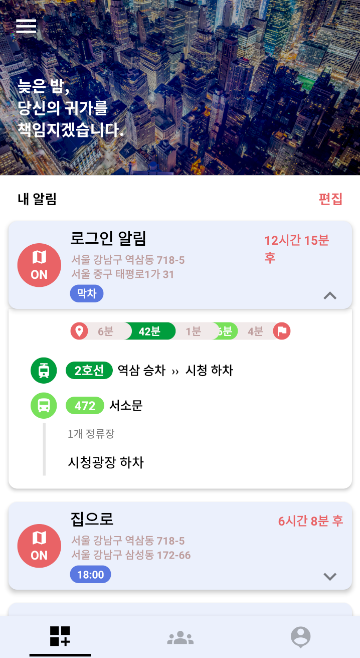 늦은 밤,
당신의 귀가를
책임지겠습니다.
내 알림 편집
로그인 알림
12시간 15분 후
서울 강남구 역삼동 718-5
서울 중구 태평로1가 31
ON
막차
6분 42분 1분 5분 4분
2호선 역삼 승차 ›› 시청 하차
472 서소문
1개 정류장
시청광장 하차
집으로 6시간 8분 후
서울 강남구 역삼동 718-5
서울 강남구 삼성동 172-66
ON
18:00